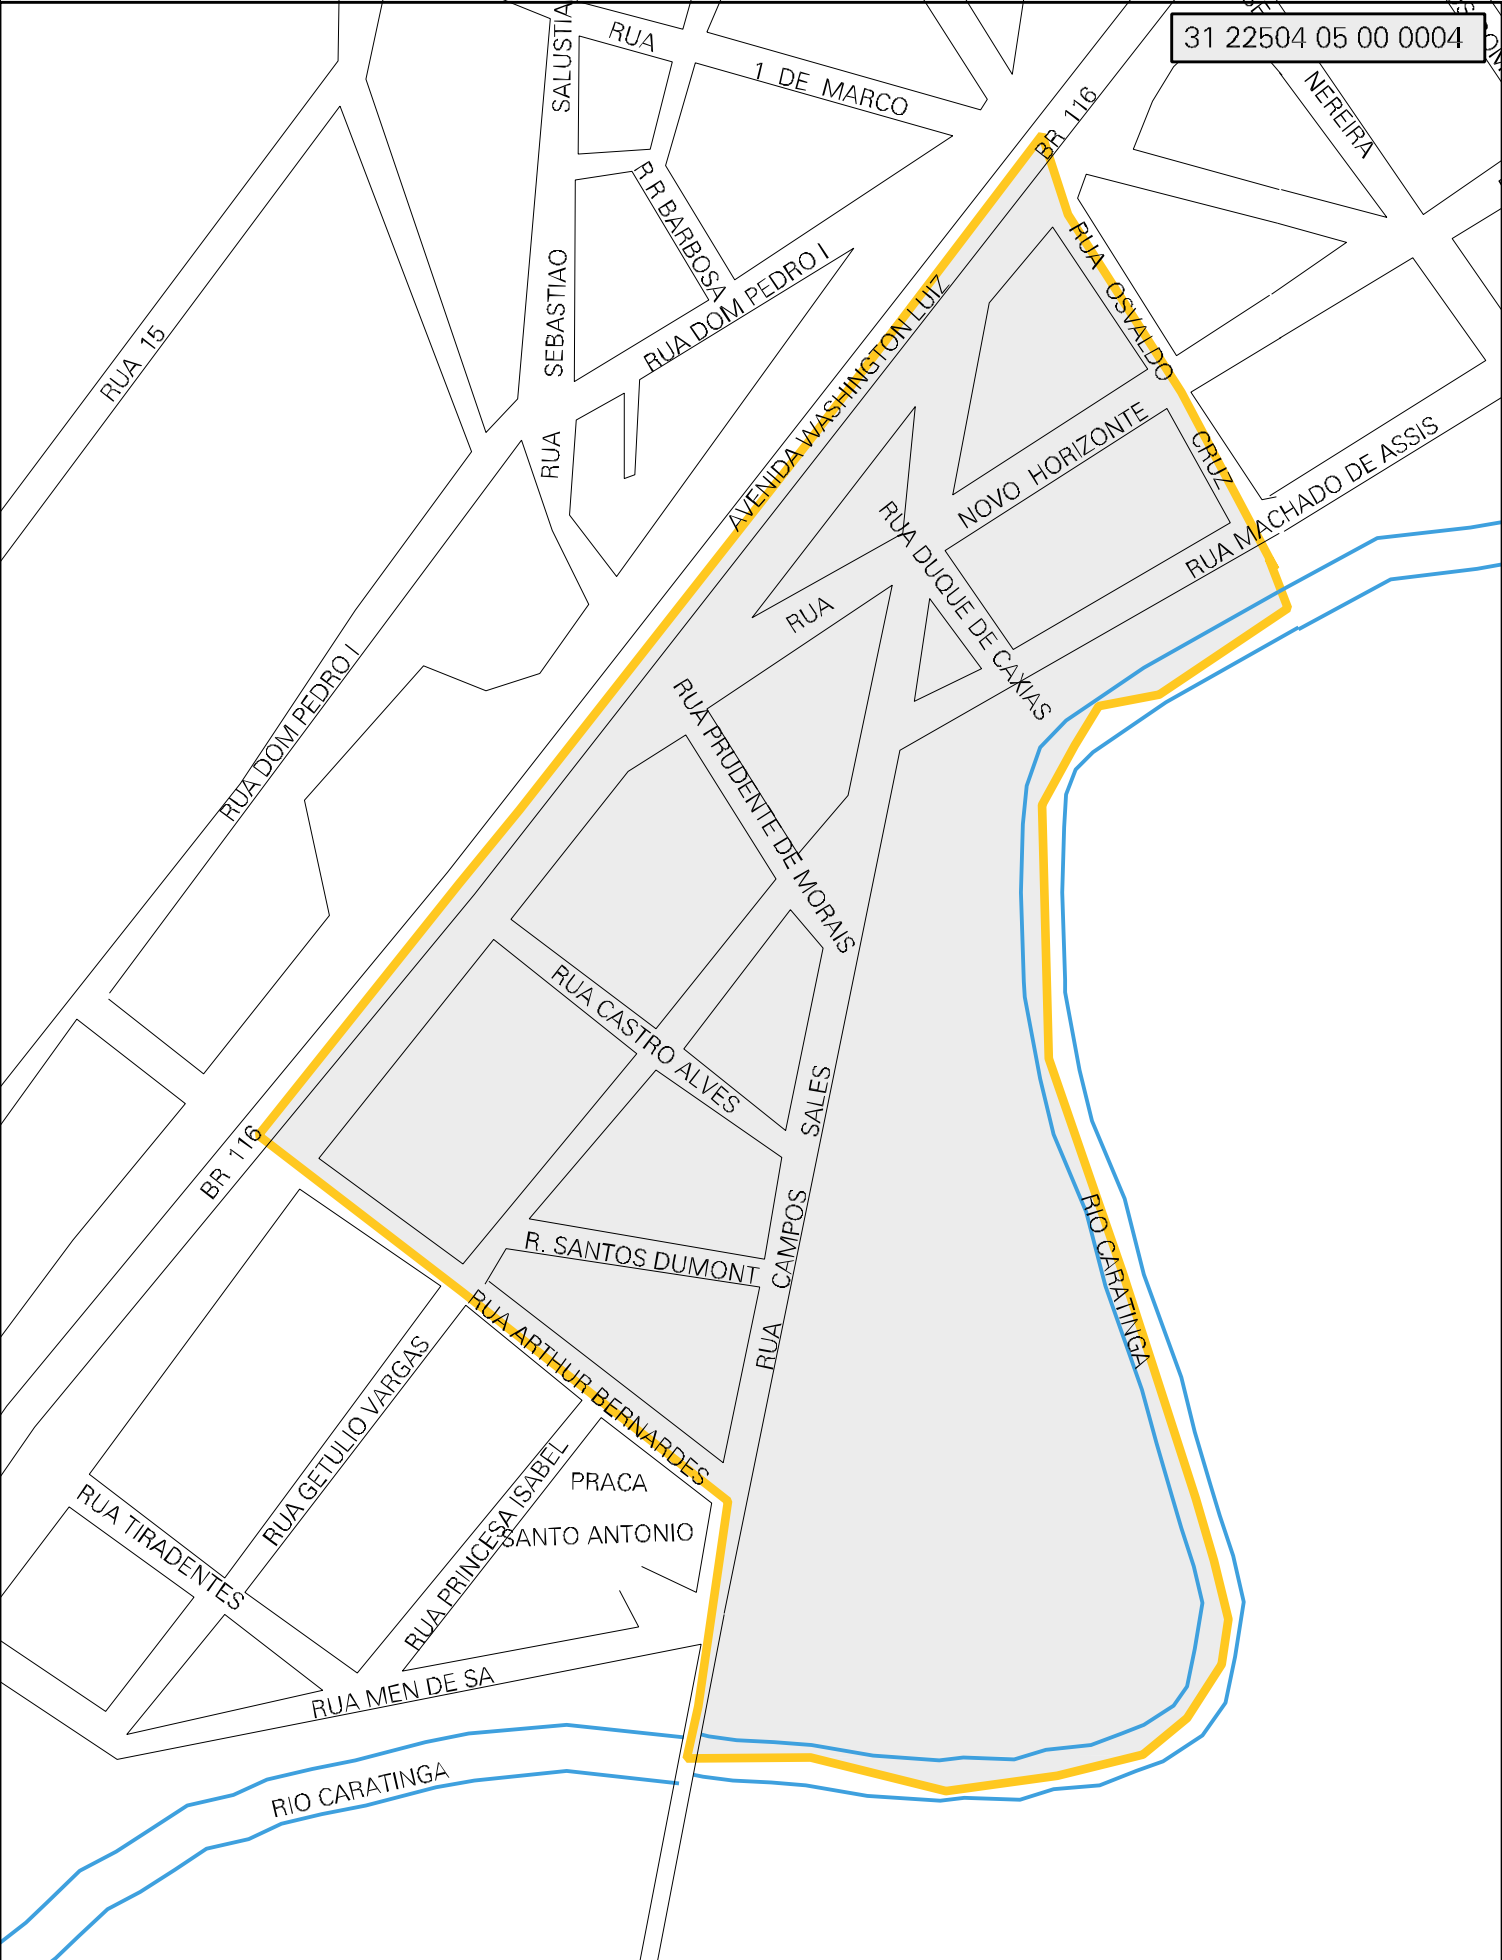 31 22504 05 00 0004
RUA
1 DE MARCO
SALUSTIA
BR 116
NEREIRA
R R BARBOSA
RUA DOM PEDRO I
SEBASTIAO
RUA
RUA 15
AVENIDA WASHINGTON LUIZ
RUA OSVALDO CRUZ
NOVO HORIZONTE
RUA
RUA MACHADO DE ASSIS
RUA DUQUE DE CAXIAS
RUA DOM PEDRO I
RUA PRUDENTE DE MORAIS
RUA CASTRO ALVES
RUA CAMPOS SALES
BR 116
R. SANTOS DUMONT
RIO CARATINGA
RUA ARTHUR BERNARDES
RUA GETULIO VARGAS
RUA PRINCESA ISABEL
PRACA
SANTO ANTONIO
RUA TIRADENTES
RUA MEN DE SA
RIO CARATINGA